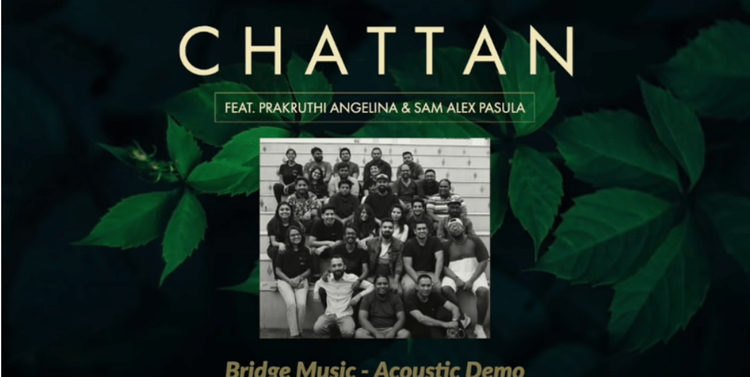 CHATTAN
FEAT. PRAKRUTHI ANGELINA & SAM ALEX PASULA
Bridge Music - Acoustic Demo